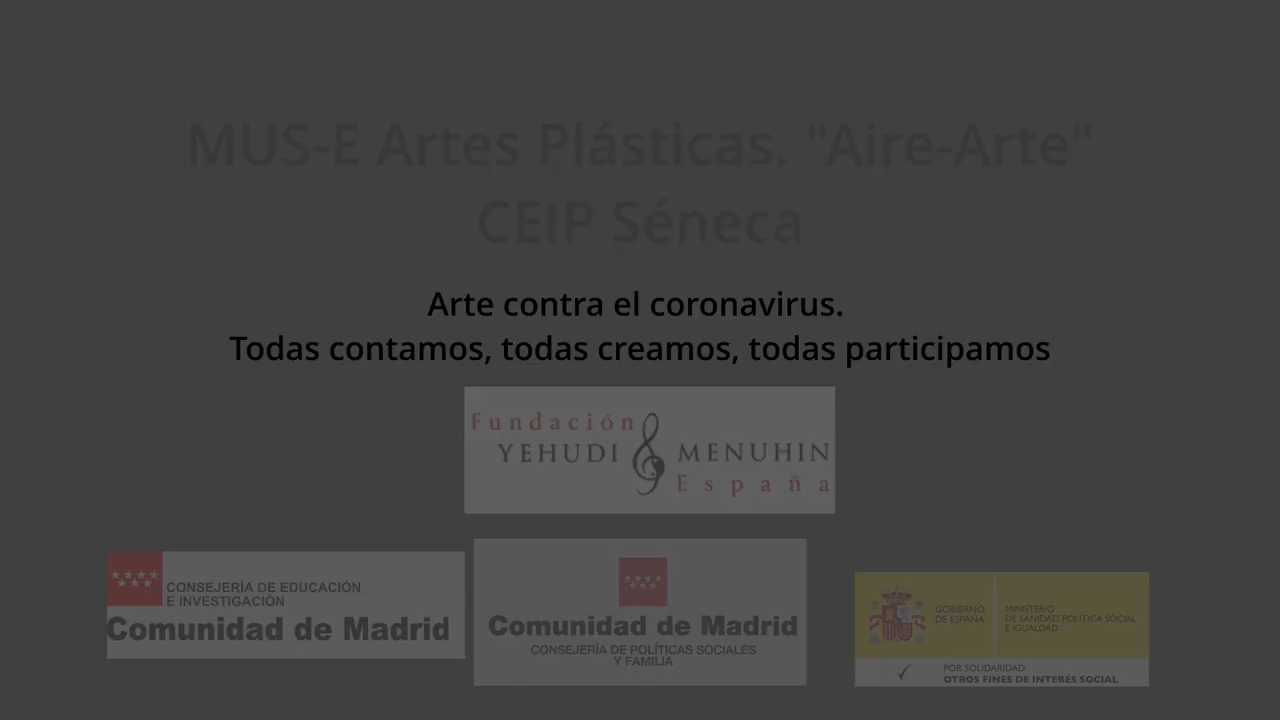 MUS-E Artes Plásticas. "Aire-Arte"
CEIP Séneca
Arte contra el coronavirus.
Todas contamos, todas creamos, todas participamos
Fundación
YEHUDI MENUHIN
España
CONSEJERÍA DE EDUCACIÓN
E INVESTIGACIÓN
Comunidad de Madrid
Comunidad de Madrid
CONSEJERÍA DE POLÍTICAS SOCIALES
Y FAMILIA
GOBIERNO
DE ESPAÑA
MINISTERIO
DE SANIDAD, POLÍTICA SOCIAL
E IGUALDAD
POR SOLIDARIDAD
OTROS FINES DE INTERÉS SOCIAL